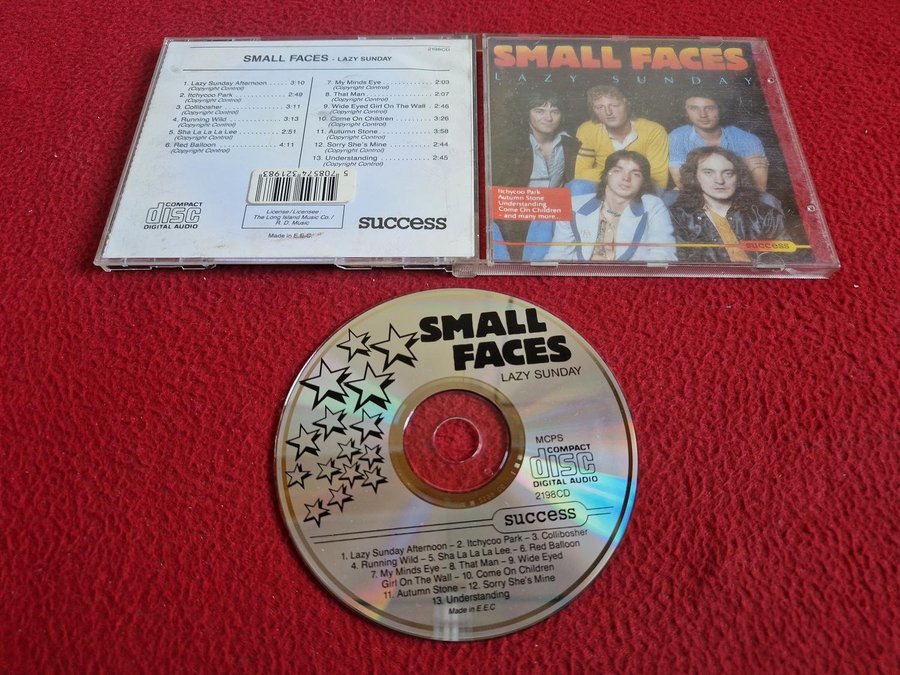 2198CD
SMALL FACES - LAZY SUNDAY
1. Lazy Sunday Afternoon ..... 3:10
(Copyright Control)
2. Itchycoo Park ..... 2:49
(Copyright Control)
3. Collibosher ..... 3:11
(Copyright Control)
4. Running Wild ..... 3:13
(Copyright Control)
5. Sha La La La Lee ..... 2:51
(Copyright Control)
6. Red Balloon ..... 4:11
(Copyright Control)
7. My Minds Eye ..... 2:03
(Copyright Control)
8. That Man ..... 2:07
(Copyright Control)
9. Wide Eyed Girl On The Wall .. 2:46
(Copyright Control)
10. Come On Children ..... 3:26
(Copyright Control)
11. Autumn Stone ..... 3:58
(Copyright Control)
12. Sorry She's Mine ..... 2:44
(Copyright Control)
13. Understanding ..... 2:45
(Copyright Control)
5 708574 321983
COMPACT
disc
DIGITAL AUDIO
License / Licensee:
The Long Island Music Co. /
R. D. Music
Made in E.E.C.
success
SMALL FACES
LAZY SUNDAY
Itchycoo Park
Autumn Stone
Understanding
Come On Children
- and many more...
success
SMALL
FACES
LAZY SUNDAY
MCPS
COMPACT
disc
DIGITAL AUDIO
2198CD
success
1. Lazy Sunday Afternoon – 2. Itchycoo Park – 3. Collibosher
4. Running Wild – 5. Sha La La La Lee – 6. Red Balloon
7. My Minds Eye – 8. That Man – 9. Wide Eyed
Girl On The Wall – 10. Come On Children
11. Autumn Stone – 12. Sorry She's Mine
13. Understanding
Made in E.E.C